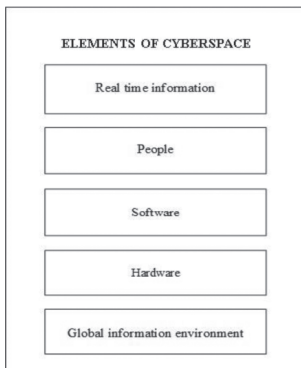 ELEMENTS OF CYBERSPACE
Real time information
People
Software
Hardware
Global information environment